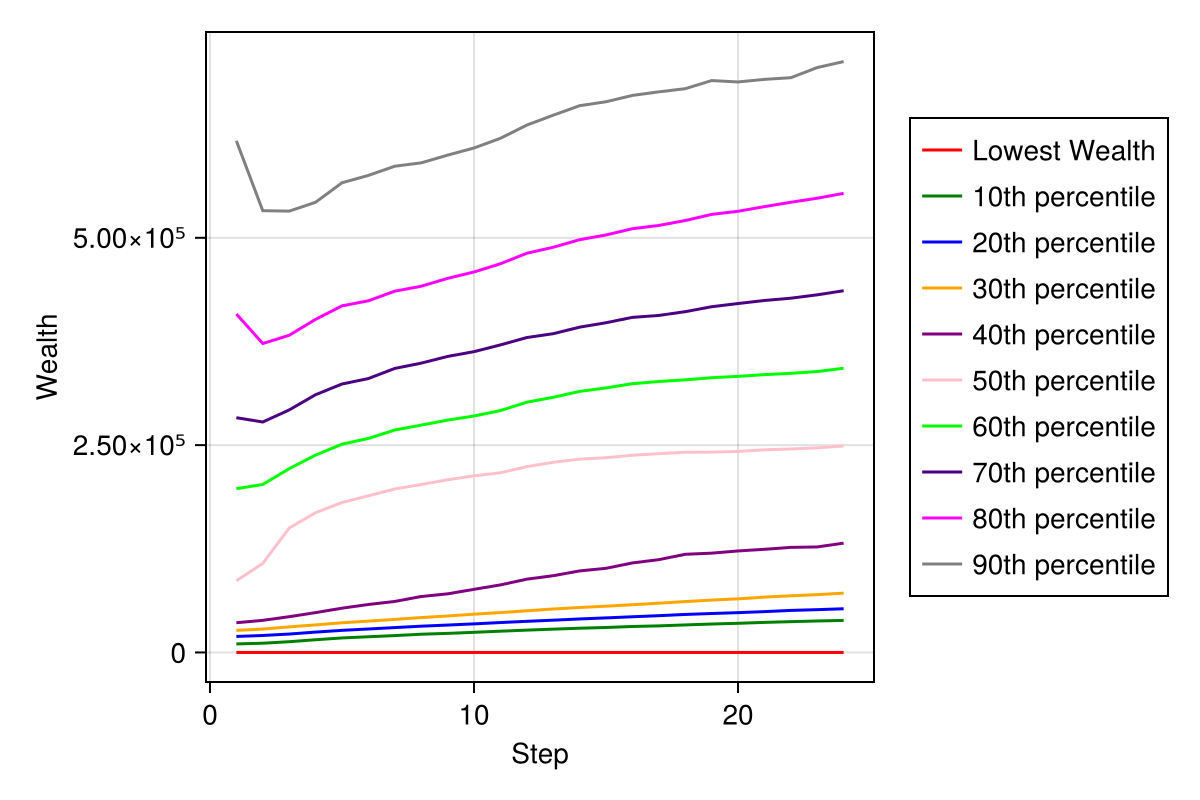 Wealth
5.00×10⁵
2.50×10⁵
0
0
10
20
Step
Lowest Wealth
10th percentile
20th percentile
30th percentile
40th percentile
50th percentile
60th percentile
70th percentile
80th percentile
90th percentile